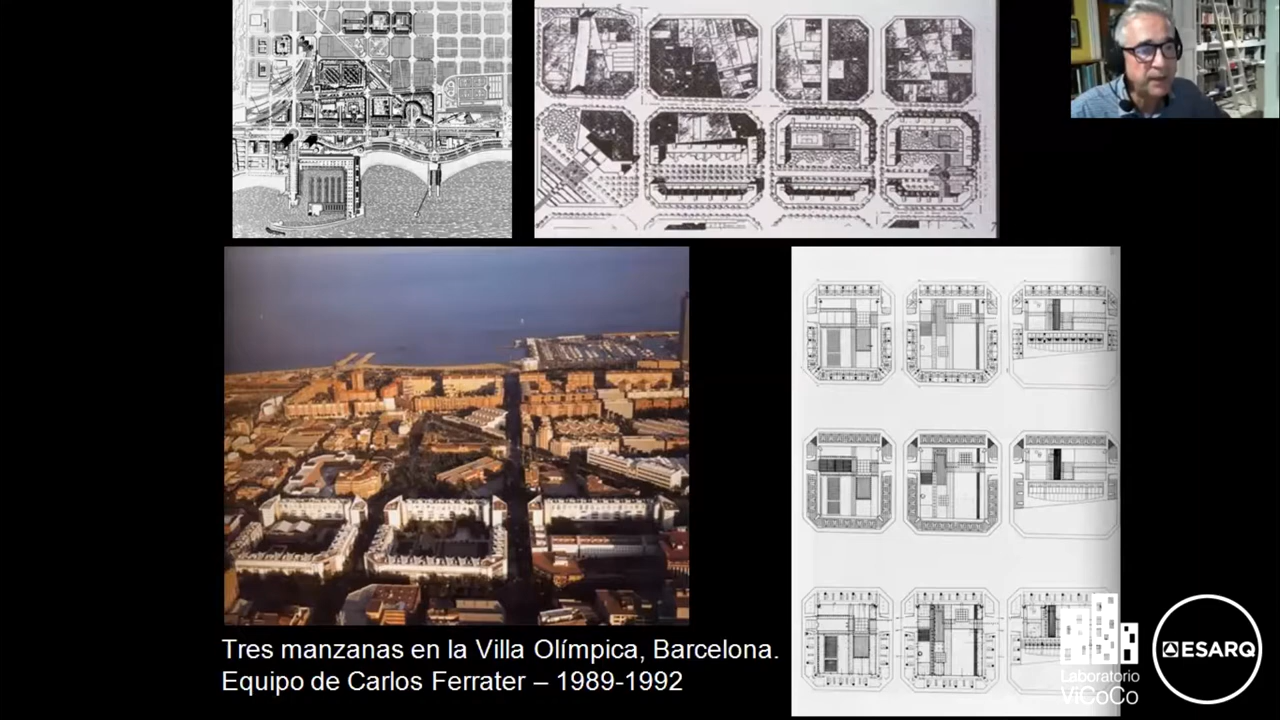 Tres manzanas en la Villa Olímpica, Barcelona.
Equipo de Carlos Ferrater – 1989-1992
Laboratorio
ViCoCo
ESARQ